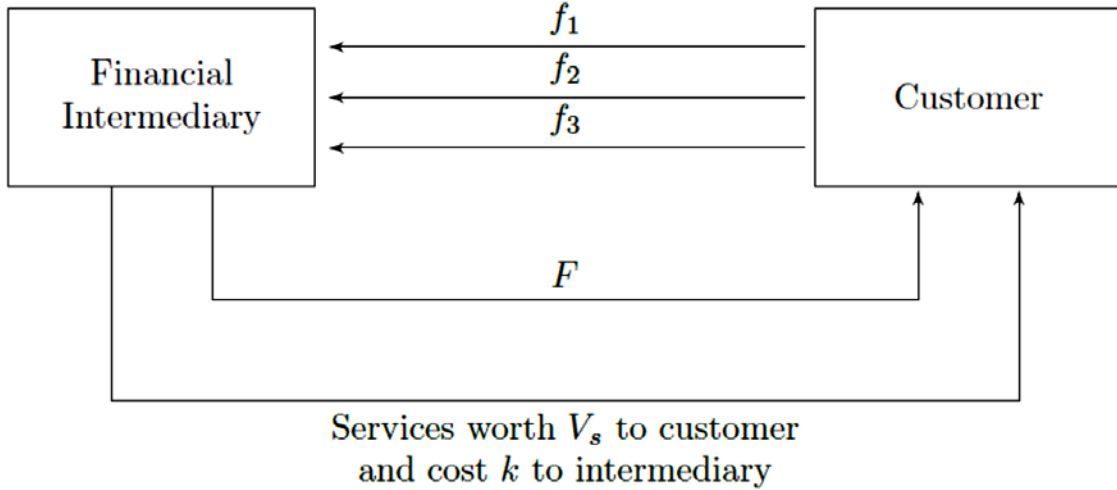 f₁
Financial
Intermediary
f₂
Customer
f₃
F
Services worth Vₛ to customer
and cost k to intermediary